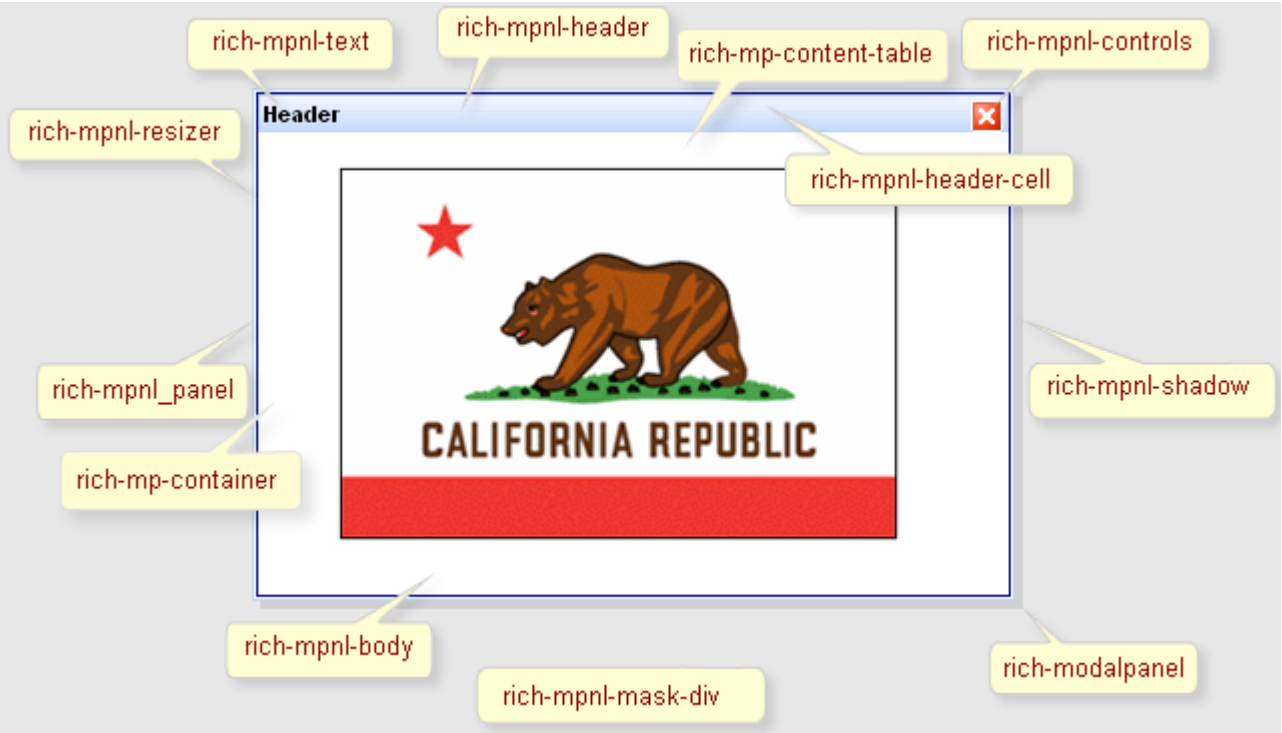 rich-mpnl-text
rich-mpnl-header
rich-mp-content-table
rich-mpnl-controls
Header
rich-mpnl-resizer
rich-mpnl-header-cell
rich-mpnl_panel
rich-mpnl-shadow
CALIFORNIA REPUBLIC
rich-mp-container
rich-mpnl-body
rich-modalpanel
rich-mpnl-mask-div